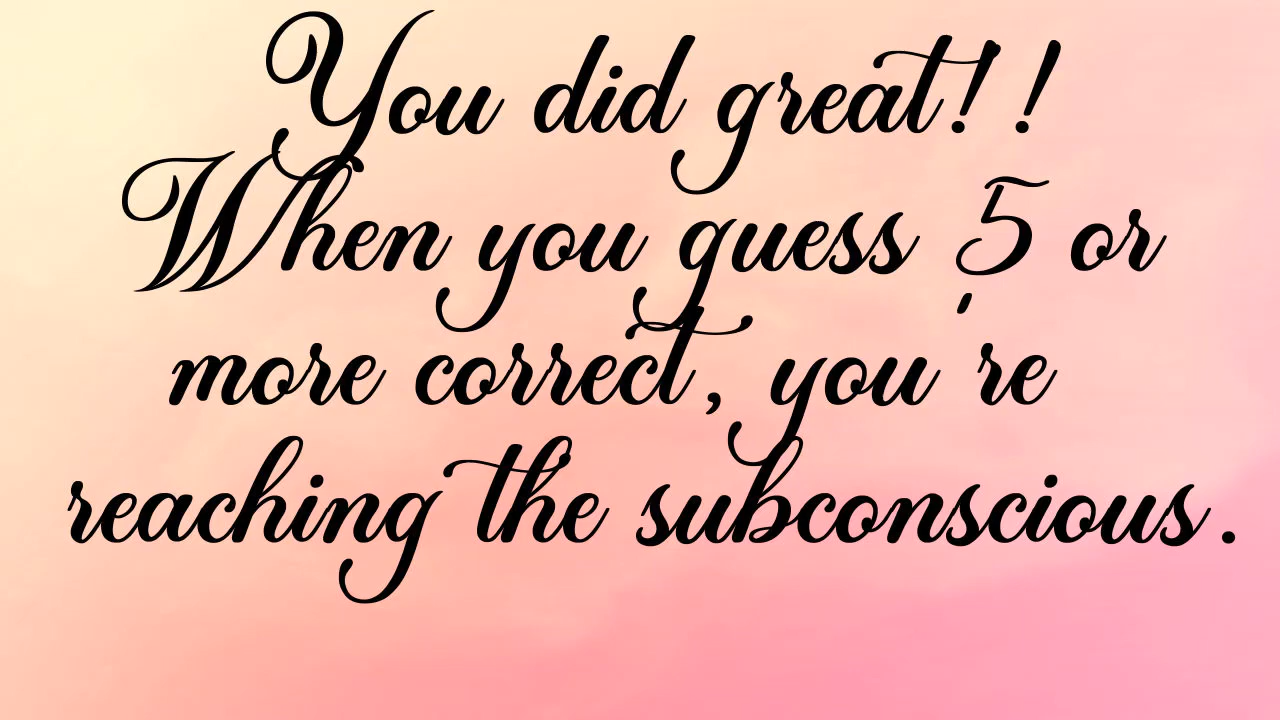 You did great!!
When you guess 5 or
more correct, you're
reaching the subconscious.